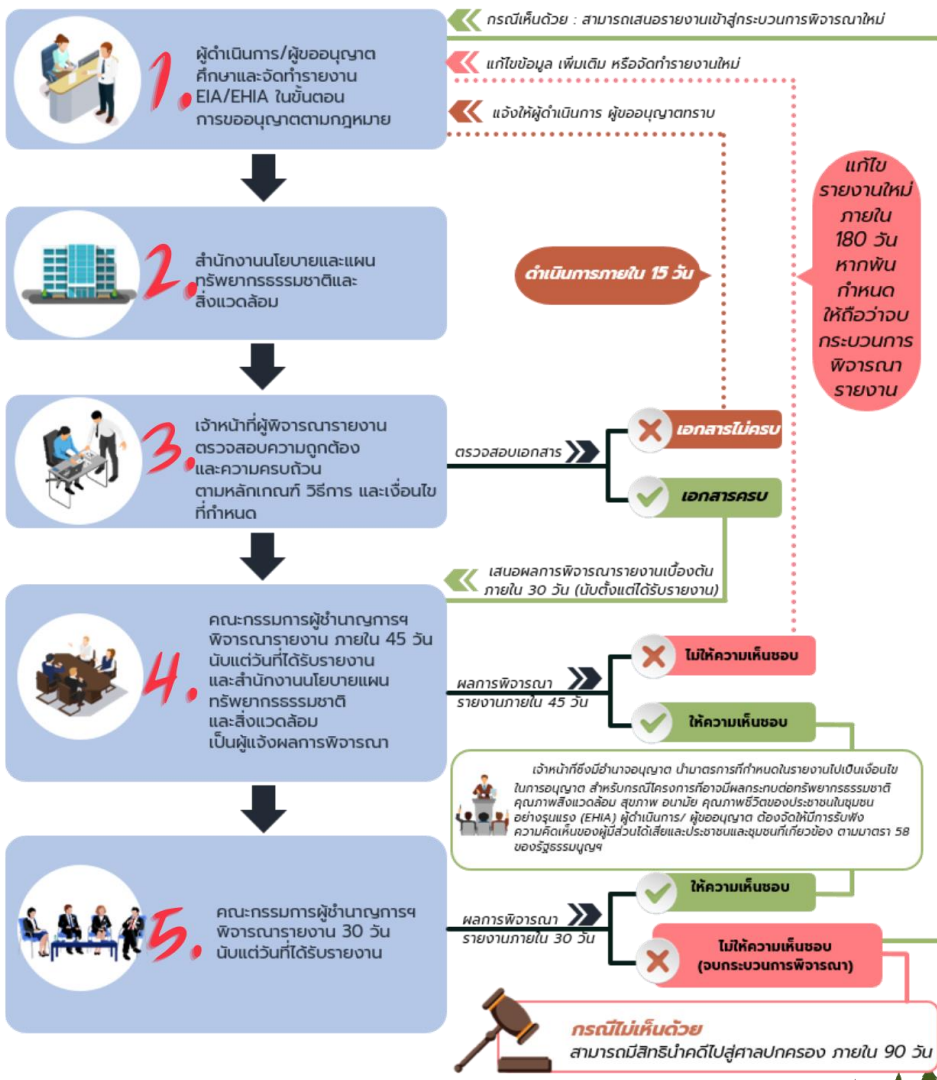 กรณีเห็นด้วย : สามารถเสนอรายงานเข้าสู่กระบวนการพิจารณาใหม่
แก้ไขข้อมูล เพิ่มเติม หรือจัดทำรายงานใหม่
แจ้งให้ผู้ดำเนินการ ผู้ขออนุญาตทราบ
1.
ผู้ดำเนินการ/ผู้ขออนุญาต
ศึกษาและจัดทำรายงาน
EIA/EHIA ในขั้นตอน
การขออนุญาตตามกฎหมาย
แก้ไข
รายงานใหม่
ภายใน
180 วัน
หากพ้น
กำหนด
ให้ถือว่าจบ
กระบวนการ
พิจารณา
รายงาน
2.
สำนักงานนโยบายและแผน
ทรัพยากรธรรมชาติและ
สิ่งแวดล้อม
ดำเนินการภายใน 15 วัน
3.
เจ้าหน้าที่ผู้พิจารณารายงาน
ตรวจสอบความถูกต้อง
และความครบถ้วน
ตามหลักเกณฑ์ วิธีการ และเงื่อนไข
ที่กำหนด
ตรวจสอบเอกสาร
เอกสารไม่ครบ
เอกสารครบ
เสนอผลการพิจารณารายงานเบื้องต้น
ภายใน 30 วัน (นับตั้งแต่ได้รับรายงาน)
4.
คณะกรรมการผู้ชำนาญการฯ
พิจารณารายงาน ภายใน 45 วัน
นับแต่วันที่ได้รับรายงาน
และสำนักงานนโยบายแผน
ทรัพยากรธรรมชาติ
และสิ่งแวดล้อม
เป็นผู้แจ้งผลการพิจารณา
ผลการพิจารณา
รายงานภายใน 45 วัน
ไม่ให้ความเห็นชอบ
ให้ความเห็นชอบ
เจ้าหน้าที่ซึ่งมีอำนาจอนุญาต นำมาตรการที่กำหนดในรายงานไปเป็นเงื่อนไข
ในการอนุญาต สำหรับกรณีโครงการที่อาจมีผลกระทบต่อทรัพยากรธรรมชาติ
คุณภาพสิ่งแวดล้อม สุขภาพ อนามัย คุณภาพชีวิตของประชาชนในชุมชน
อย่างรุนแรง (EHIA) ผู้ดำเนินการ/ ผู้ขออนุญาต ต้องจัดให้มีการรับฟัง
ความคิดเห็นของผู้มีส่วนได้เสียและประชาชนและชุมชนที่เกี่ยวข้อง ตามมาตรา 58
ของรัฐธรรมนูญฯ
5.
คณะกรรมการผู้ชำนาญการฯ
พิจารณารายงาน 30 วัน
นับแต่วันที่ได้รับรายงาน
ผลการพิจารณา
รายงานภายใน 30 วัน
ให้ความเห็นชอบ
ไม่ให้ความเห็นชอบ
(จบกระบวนการพิจารณา)
กรณีไม่เห็นด้วย
สามารถมีสิทธินำคดีไปสู่ศาลปกครอง ภายใน 90 วัน